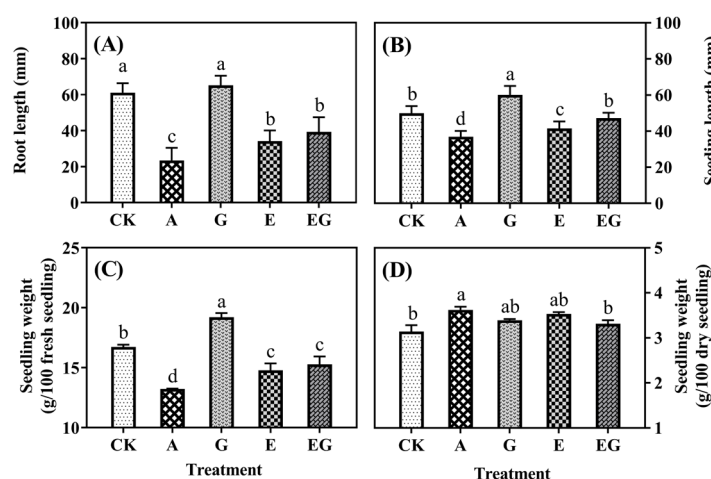 (A)
Root length (mm)
100
80
60
40
20
0
a
c
a
b
b
CK A G E EG
(B)
Seedling length (mm)
100
80
60
40
20
0
b
d
a
c
b
CK A G E EG
(C)
Seedling weight
(g/100 fresh seedling)
25
20
15
10
b
d
a
c
c
CK A G E EG
Treatment
(D)
Seedling weight
(g/100 dry seedling)
5
4
3
2
1
b
a
ab
ab
b
CK A G E EG
Treatment